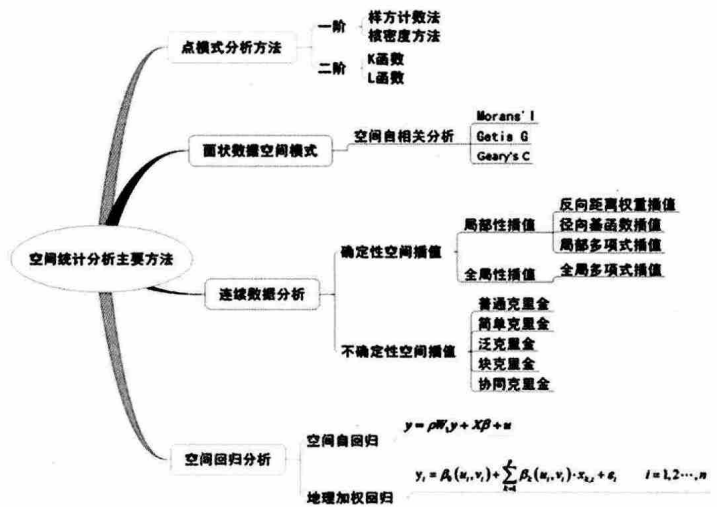 空间统计分析主要方法
点模式分析方法
一阶
样方计数法
核密度方法
二阶
K函数
L函数
面状数据空间模式
空间自相关分析
Morans' I
Getis G
Geary's C
连续数据分析
确定性空间插值
局部性插值
反向距离权重插值
径向基函数插值
局部多项式插值
全局性插值
全局多项式插值
不确定性空间插值
普通克里金
简单克里金
泛克里金
块克里金
协同克里金
空间回归分析
空间自回归
y = ρW₁y + Xβ + u
地理加权回归
yᵢ = β₀(uᵢ,vᵢ) + ∑ₖ₌₁ᵖ βₖ(uᵢ,vᵢ)·xₖ,ᵢ + εᵢ i = 1,2⋯,n